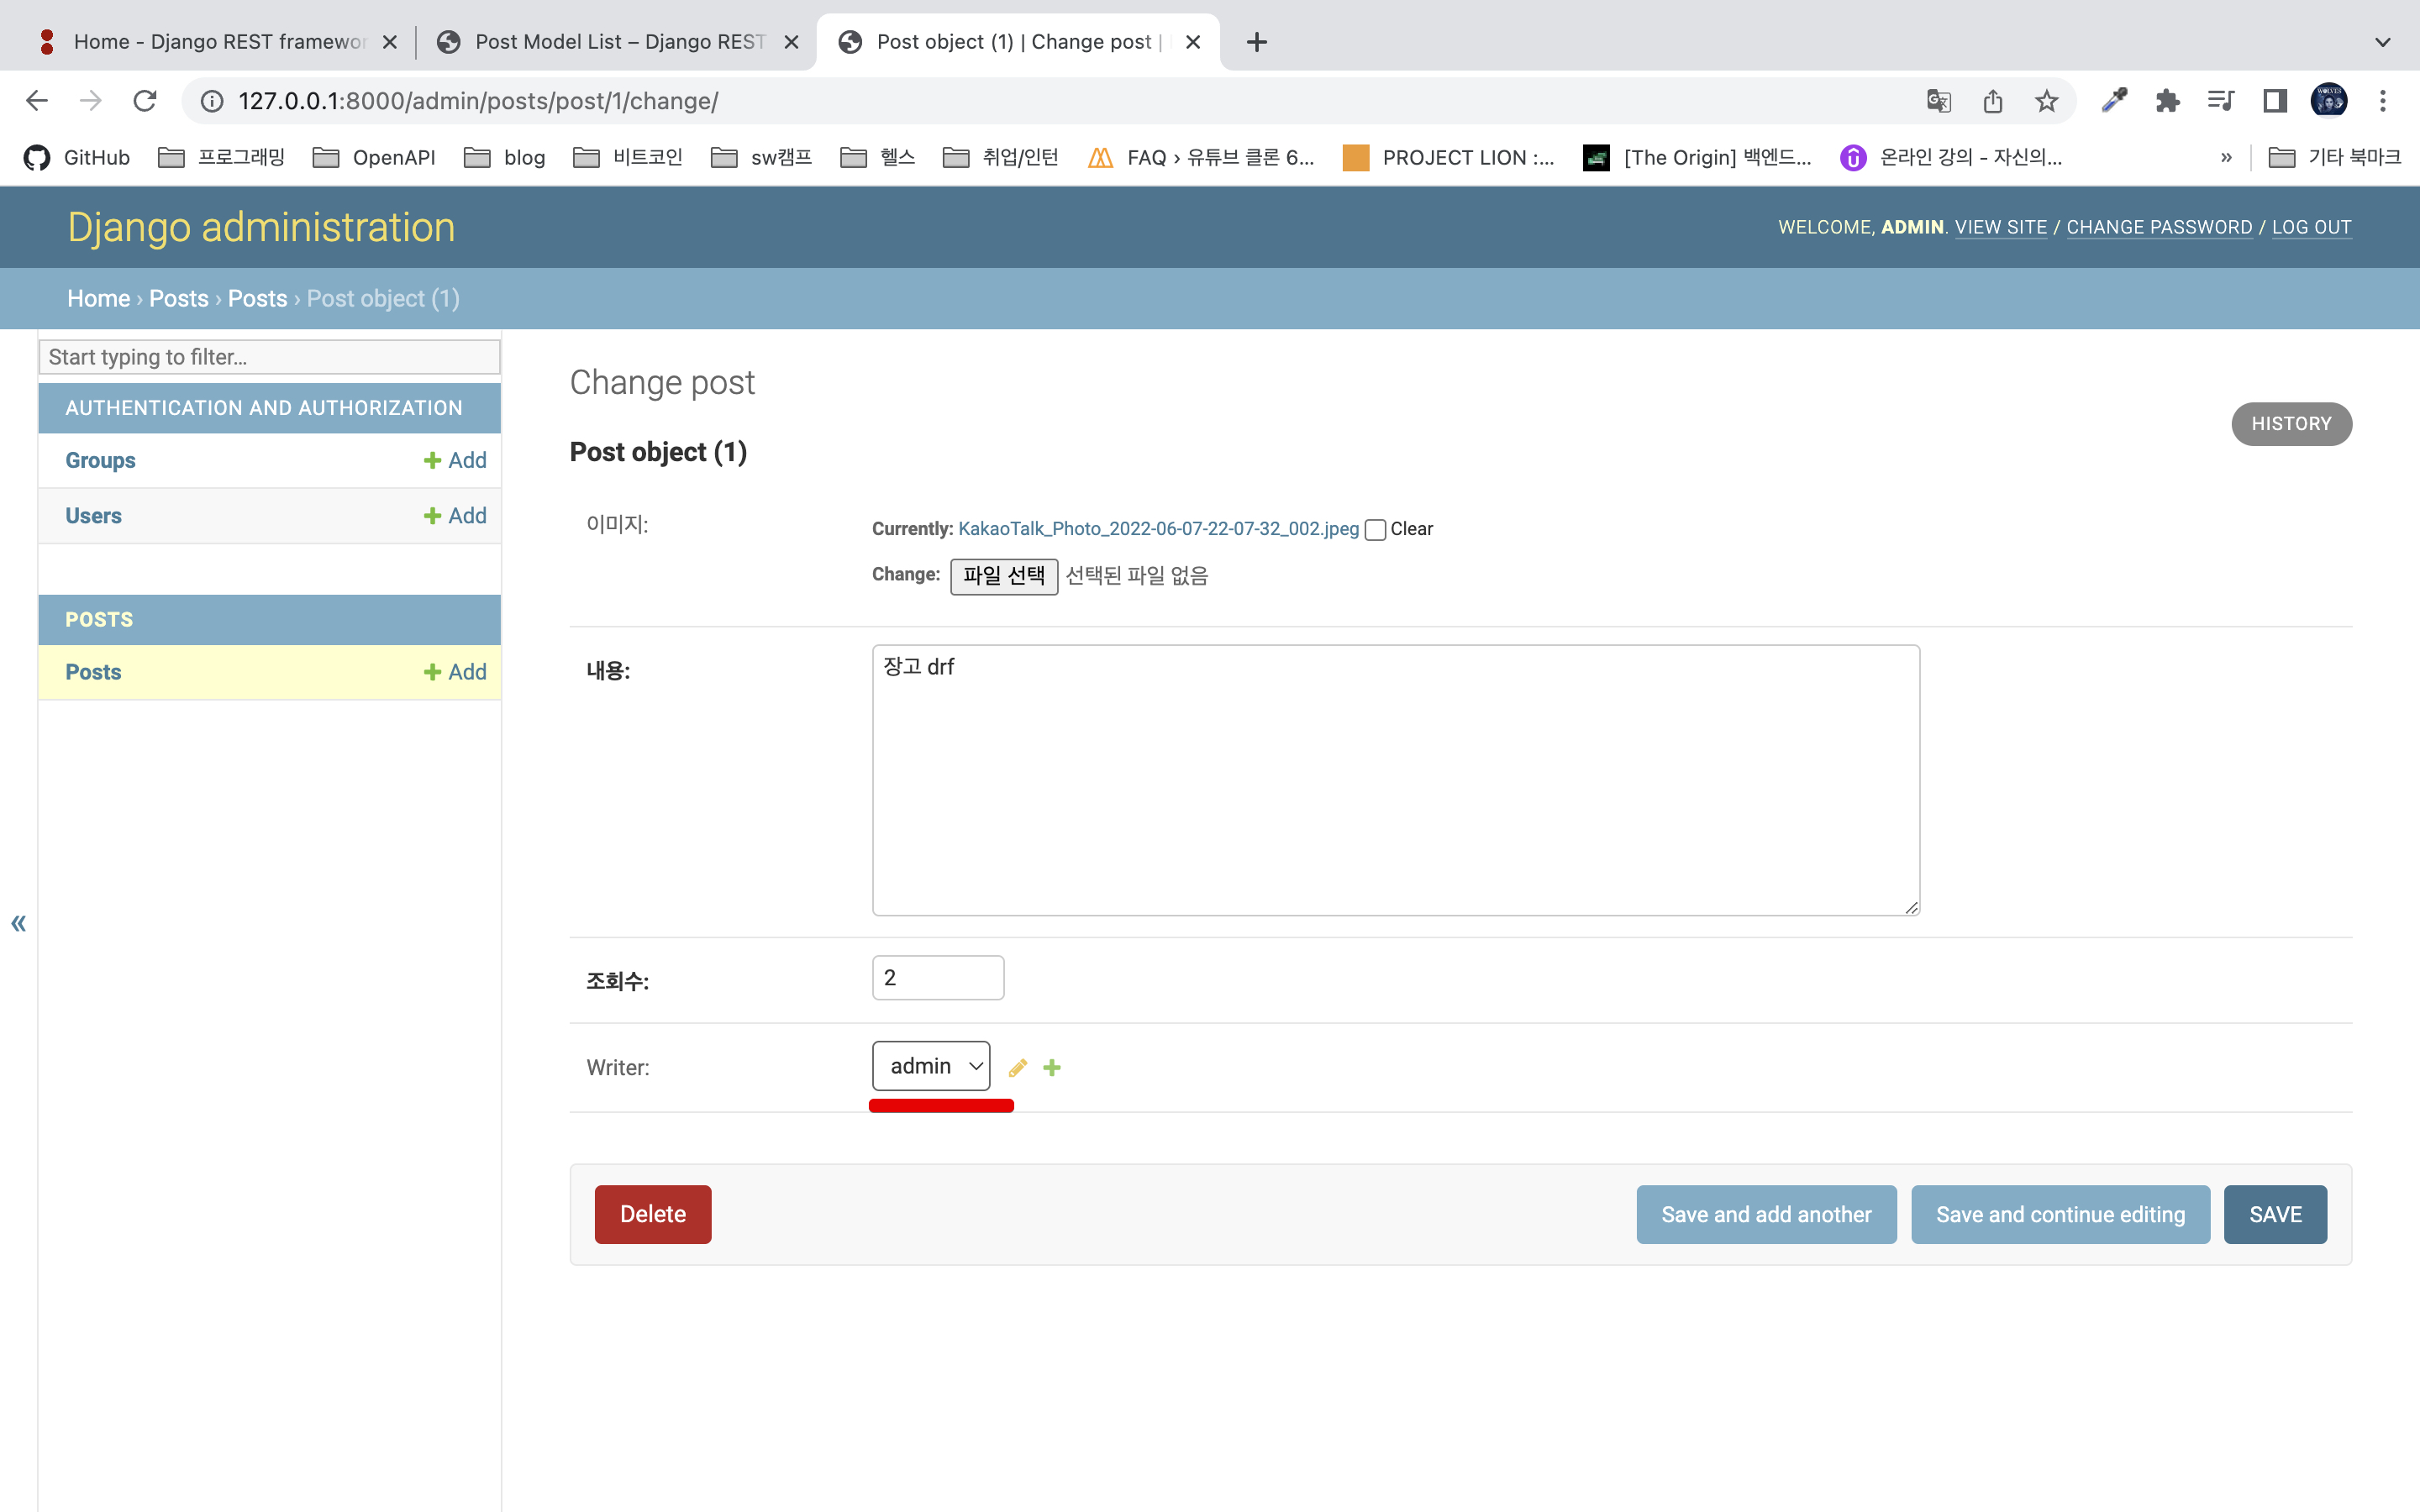 Home - Django REST framewor
Post Model List – Django REST
Post object (1) | Change post |
127.0.0.1:8000/admin/posts/post/1/change/
GitHub 프로그래밍 OpenAPI blog 비트코인 sw캠프 헬스 취업/인턴 FAQ › 유튜브 클론 6... PROJECT LION :... [The Origin] 백엔드... 온라인 강의 - 자신의... » 기타 북마크
Django administration
WELCOME, ADMIN. VIEW SITE / CHANGE PASSWORD / LOG OUT
Home › Posts › Posts › Post object (1)
Start typing to filter...
AUTHENTICATION AND AUTHORIZATION
Groups + Add
Users + Add
POSTS
Posts + Add
«
Change post
HISTORY
Post object (1)
이미지: Currently: KakaoTalk_Photo_2022-06-07-22-07-32_002.jpeg Clear
Change: 파일 선택 선택된 파일 없음
내용: 장고 drf
조회수: 2
Writer: admin
Delete Save and add another Save and continue editing SAVE